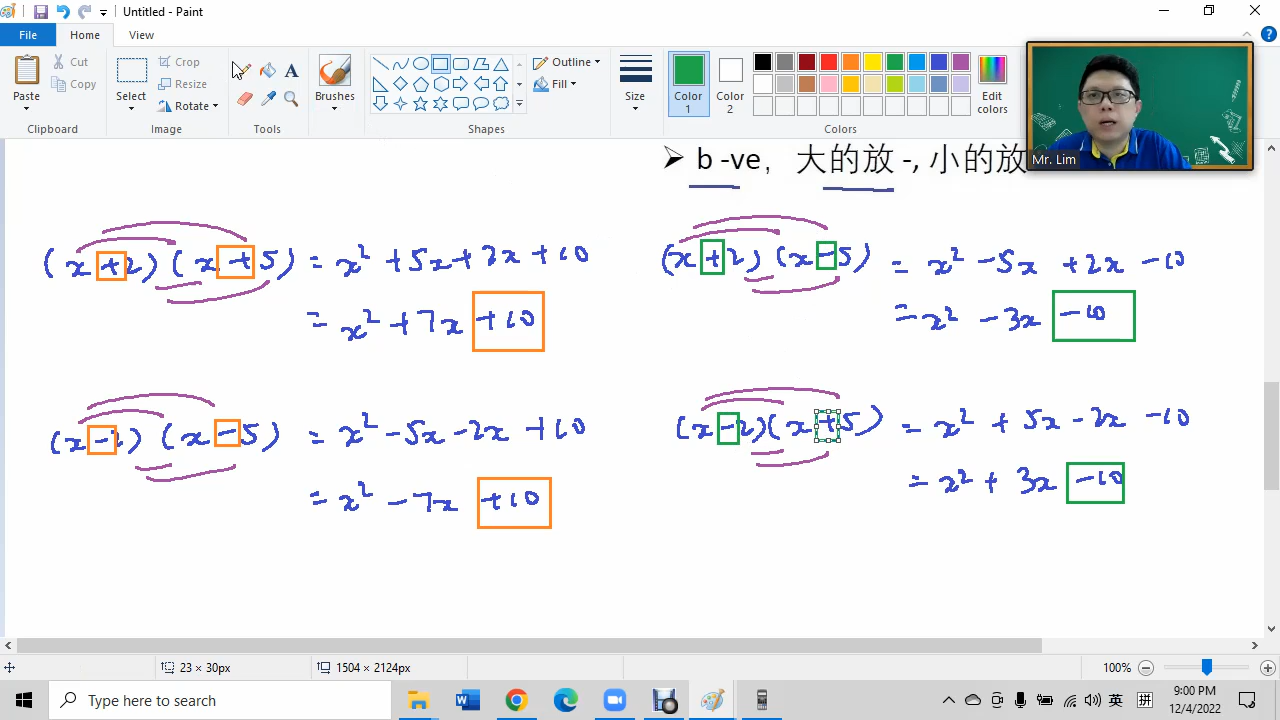 Untitled - Paint
File Home View
Paste Cut Copy Clipboard
Select Crop Resize Rotate Image
Tools
Brushes
Shapes Outline Fill
Size
Color 1 Color 2 Edit colors Colors
Mr. Lim
➤ b -ve, 大的放 -, 小的放
(x + 2)(x + 5) = x² + 5x + 2x + 10
= x² + 7x + 10
(x + 2)(x - 5) = x² - 5x + 2x - 10
= x² - 3x - 10
(x - 2)(x - 5) = x² - 5x - 2x + 10
= x² - 7x + 10
(x - 2)(x + 5) = x² + 5x - 2x - 10
= x² + 3x - 10
23 × 30px 1504 × 2124px 100%
Type here to search
英 拼 9:00 PM
12/4/2022